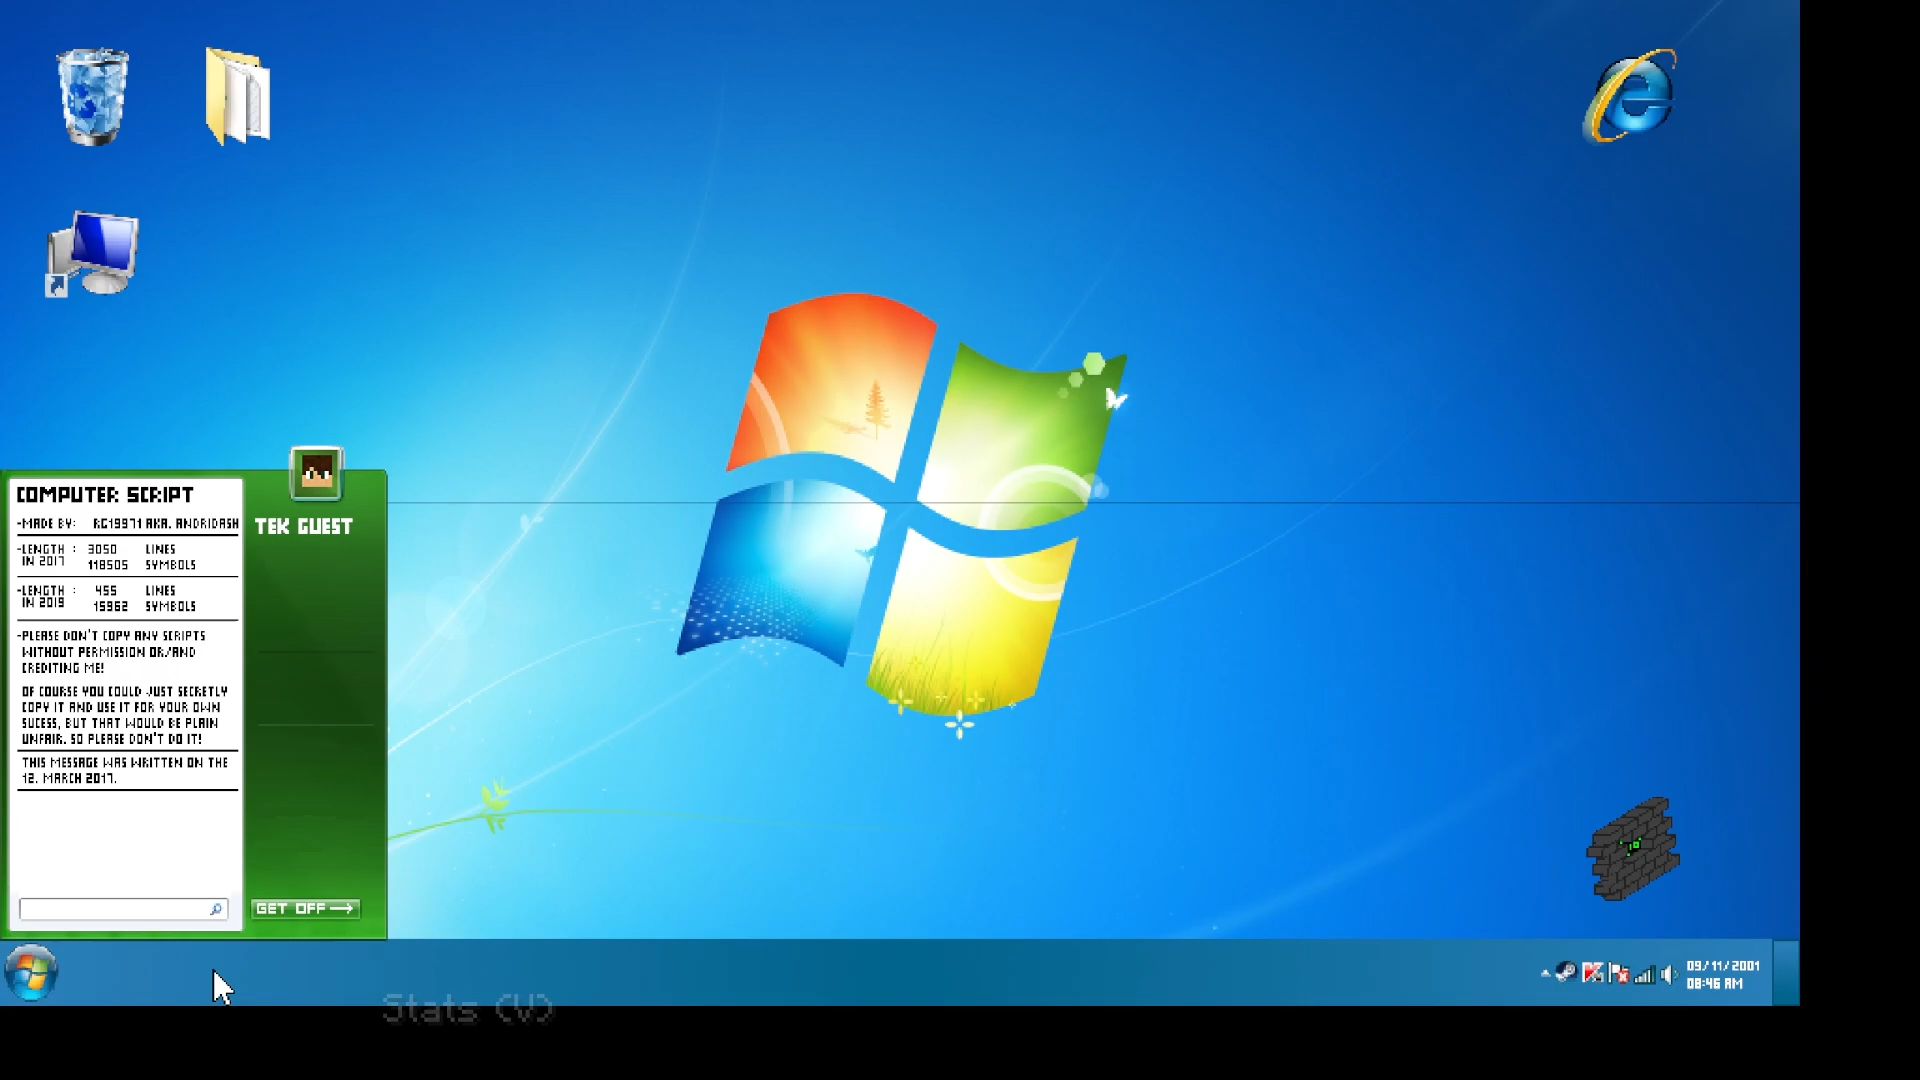 COMPUTER SCRIPT
-MADE BY: RG19971 AKA. ANDRIDASH
TEK GUEST
-LENGTH : 3050 LINES
IN 2017 118505 SYMBOLS
-LENGTH : 455 LINES
IN 2019 15962 SYMBOLS
-PLEASE DON'T COPY ANY SCRIPTS
WITHOUT PERMISSION OR/AND
CREDITING ME!
OF COURSE YOU COULD JUST SECRETLY
COPY IT AND USE IT FOR YOUR OWN
SUCESS, BUT THAT WOULD BE PLAIN
UNFAIR. SO PLEASE DON'T DO IT!
THIS MESSAGE WAS WRITTEN ON THE
12. MARCH 2017.
GET OFF
09/11/2001
08:46 AM
Stats (V)